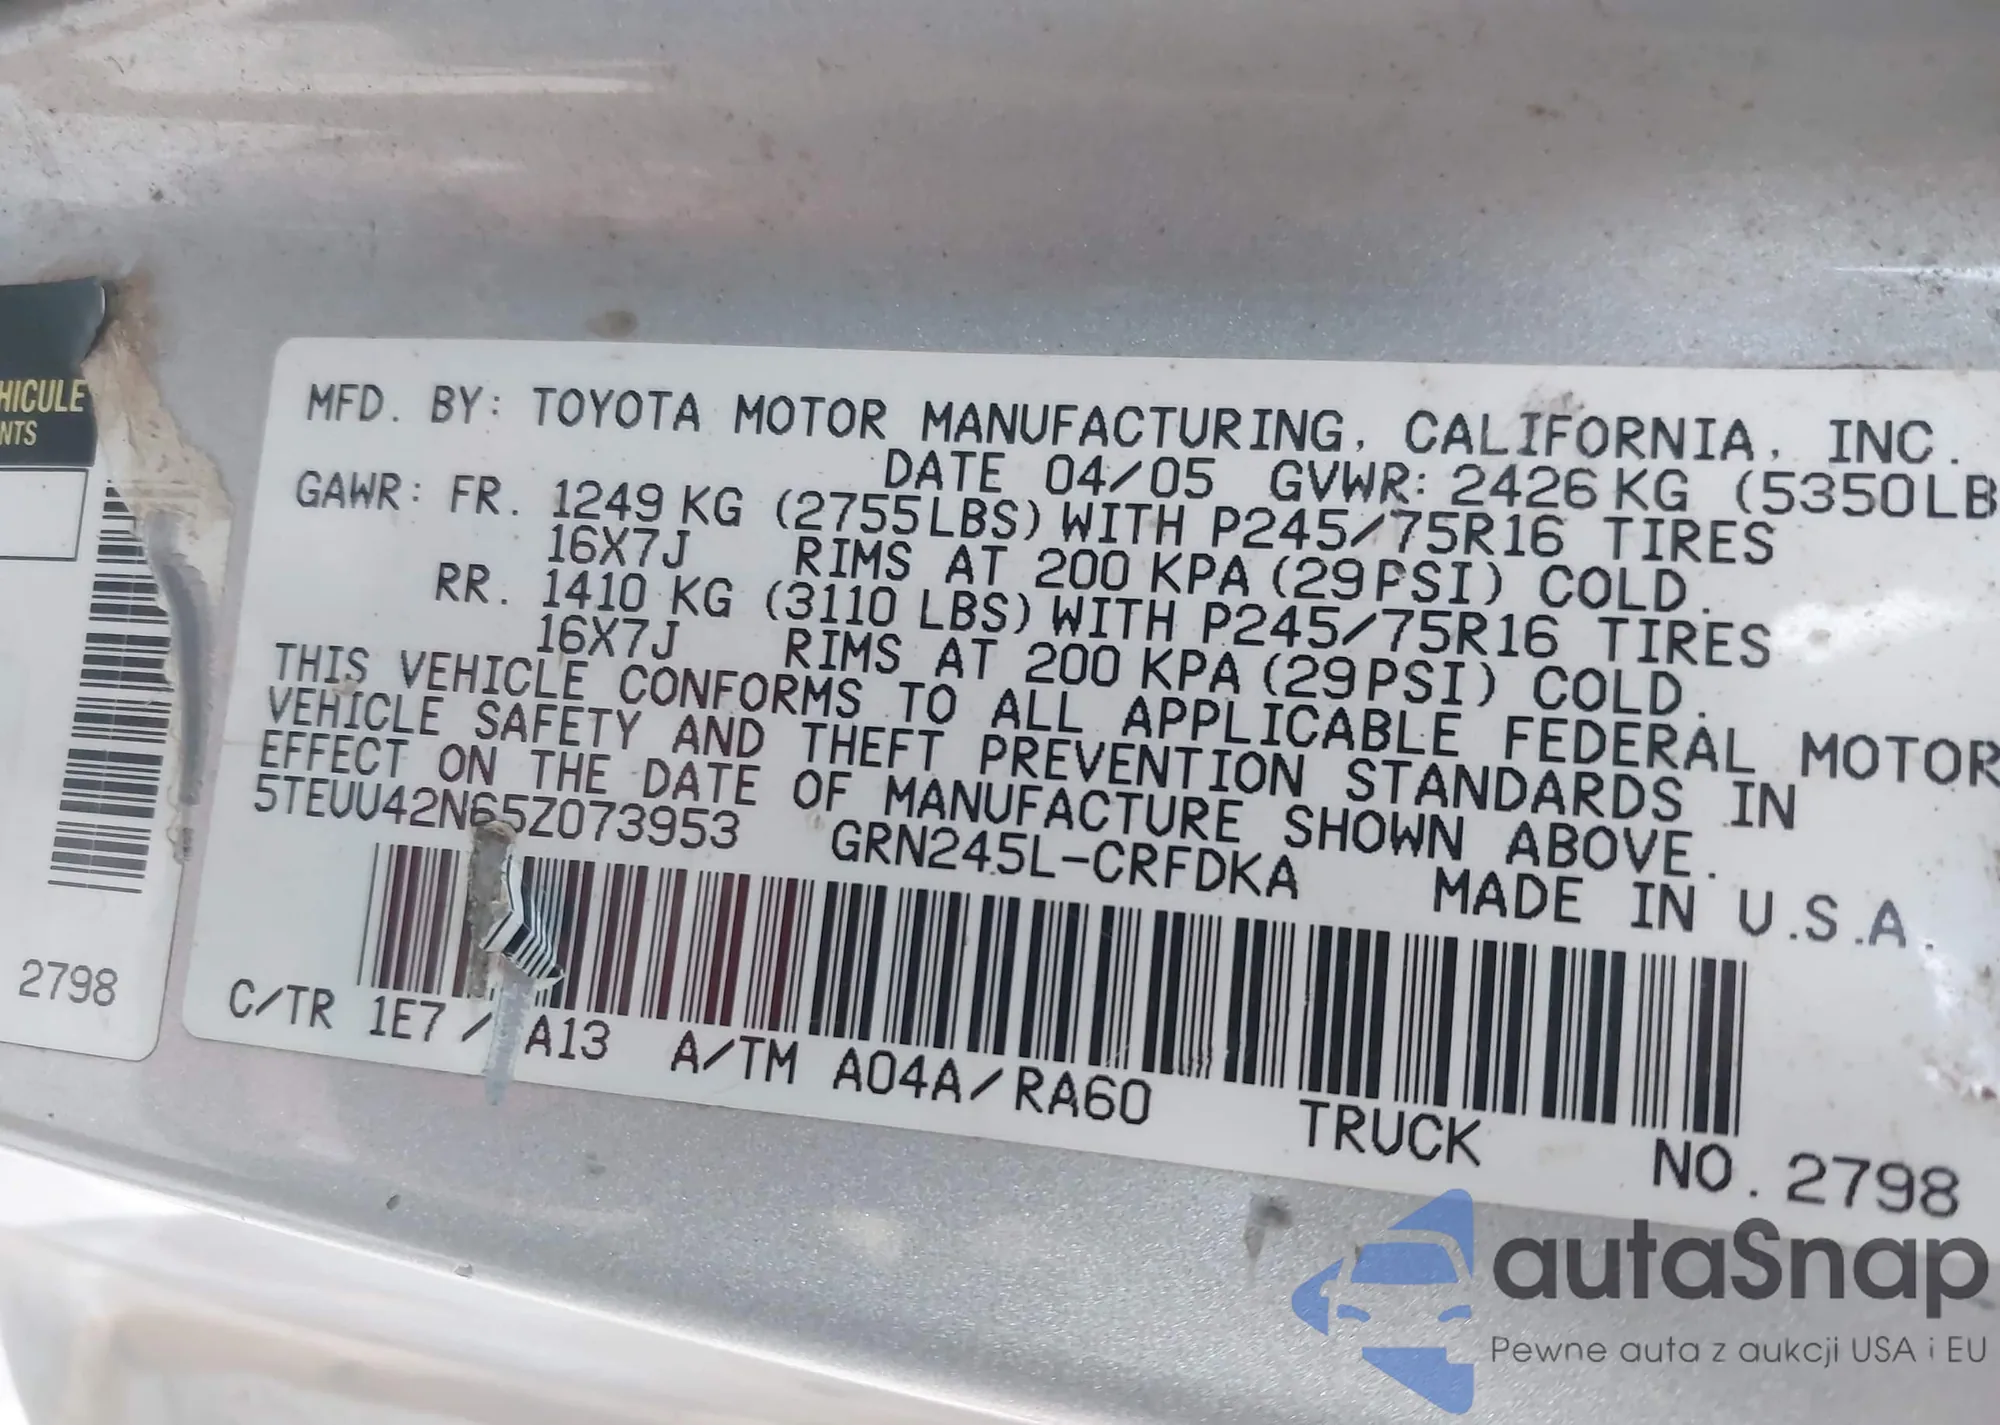 HICULE
NTS
2798
MFD. BY: TOYOTA MOTOR MANUFACTURING, CALIFORNIA, INC.
DATE 04/05 GVWR: 2426KG (5350LB
GAWR: FR. 1249 KG (2755LBS) WITH P245/75R16 TIRES
16X7J RIMS AT 200 KPA (29PSI) COLD.
RR. 1410 KG (3110 LBS) WITH P245/75R16 TIRES
16X7J RIMS AT 200 KPA (29PSI) COLD.
THIS VEHICLE CONFORMS TO ALL APPLICABLE FEDERAL MOTOR
VEHICLE SAFETY AND THEFT PREVENTION STANDARDS IN
EFFECT ON THE DATE OF MANUFACTURE SHOWN ABOVE.
5TEUU42N65Z073953 GRN245L-CRFDKA MADE IN U.S.A.
C/TR 1E7 / A13 A/TM A04A/RA60 TRUCK NO. 2798
autaSnap
Pewne auta z aukcji USA i EU